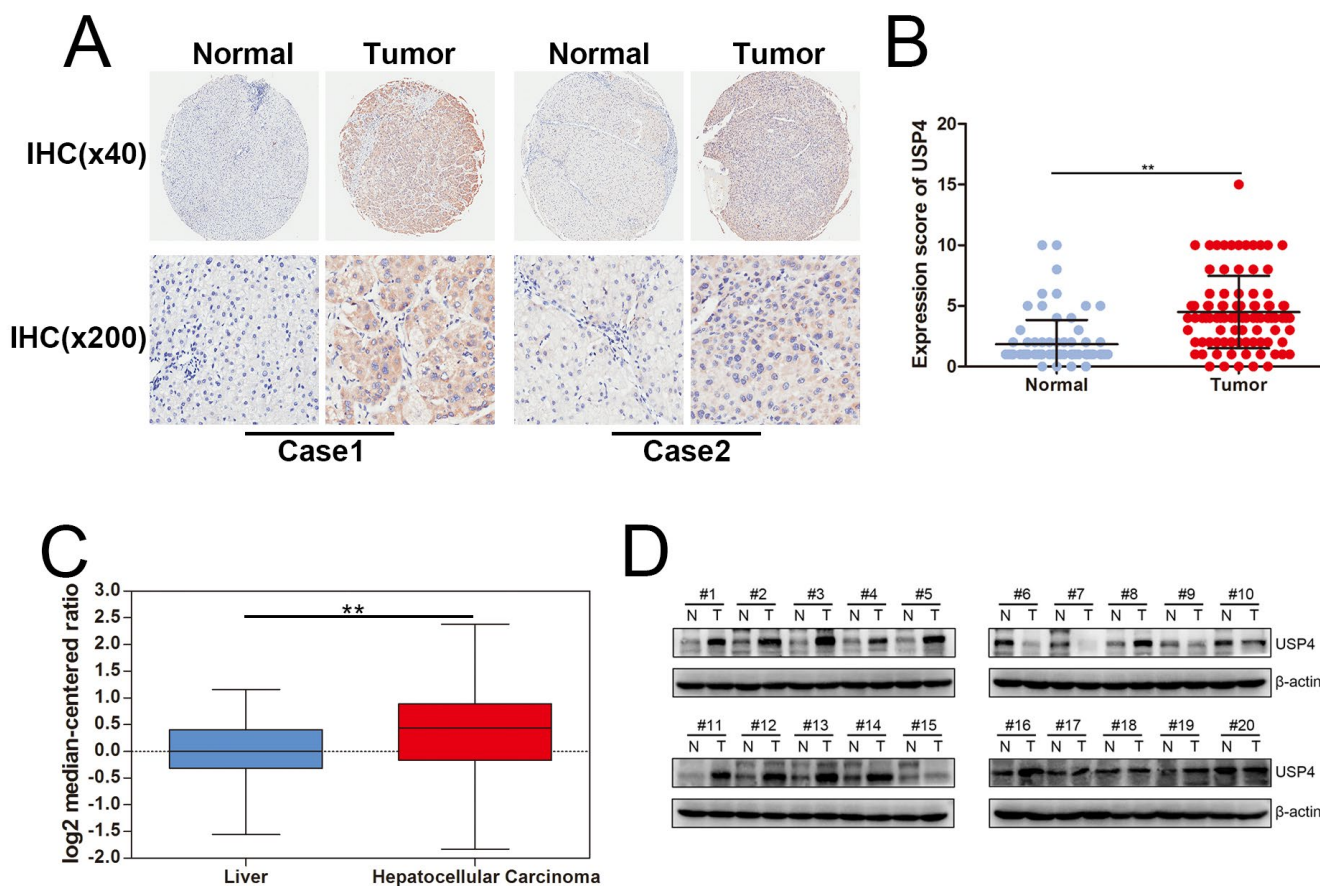 A
Normal Tumor Normal Tumor
IHC(x40)
IHC(x200)
Case1 Case2
B
Expression score of USP4
20
15
10
5
0
**
Normal Tumor
C
log2 median-centered ratio
3.0
2.5
2.0
1.5
1.0
0.5
0.0
-0.5
-1.0
-1.5
-2.0
**
Liver Hepatocellular Carcinoma
D
#1 #2 #3 #4 #5
N T N T N T N T N T
#6 #7 #8 #9 #10
N T N T N T N T N T
USP4
β-actin
#11 #12 #13 #14 #15
N T N T N T N T N T
#16 #17 #18 #19 #20
N T N T N T N T N T
USP4
β-actin